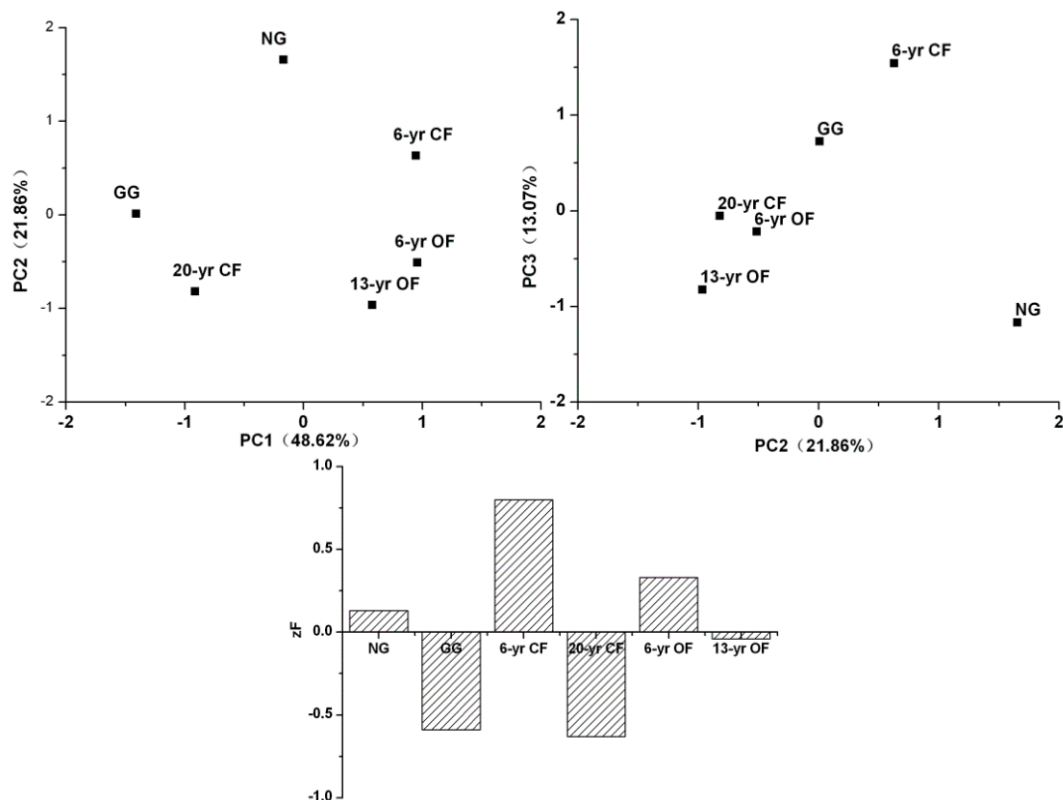 2
1
0
-1
-2
PC2（21.86%）
NG
6-yr CF
GG
6-yr OF
20-yr CF
13-yr OF
-2
-1
0
1
2
PC1（48.62%）
2
1
0
-1
-2
PC3（13.07%）
6-yr CF
GG
20-yr CF
6-yr OF
13-yr OF
NG
-2
-1
0
1
2
PC2（21.86%）
1.0
0.5
0.0
-0.5
-1.0
zF
NG
GG
6-yr CF
20-yr CF
6-yr OF
13-yr OF